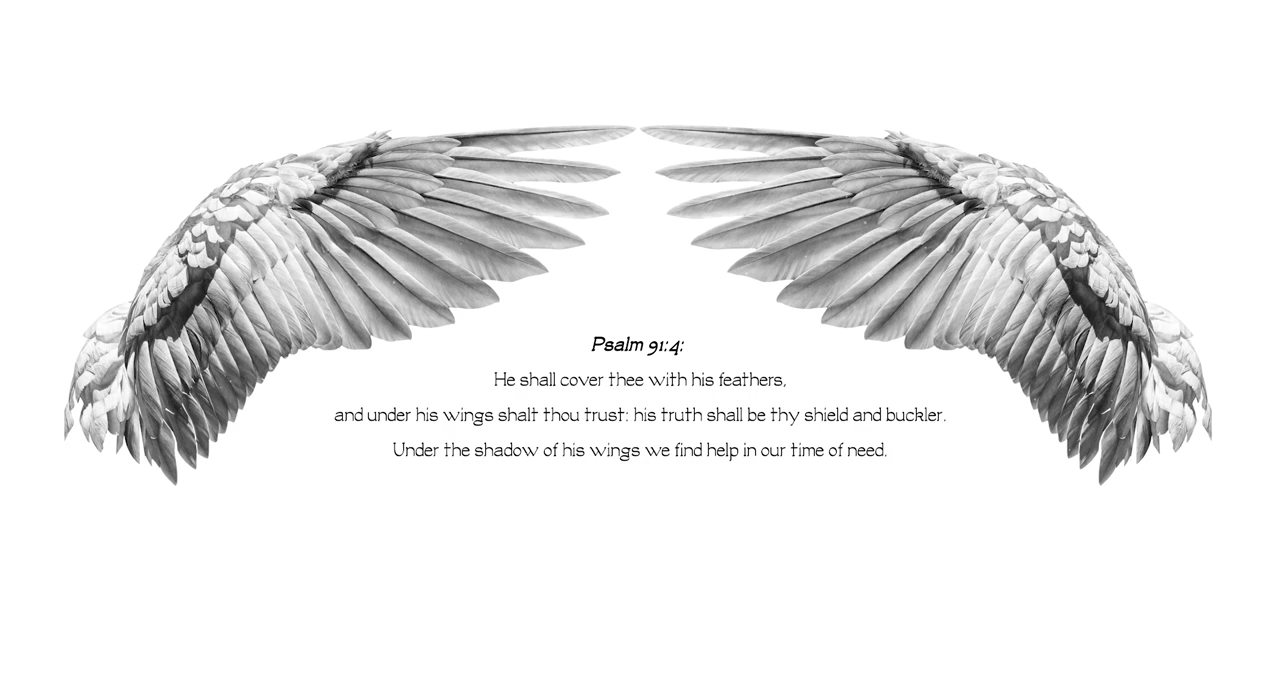 Psalm 91:4:
He shall cover thee with his feathers,
and under his wings shalt thou trust: his truth shall be thy shield and buckler.
Under the shadow of his wings we find help in our time of need.